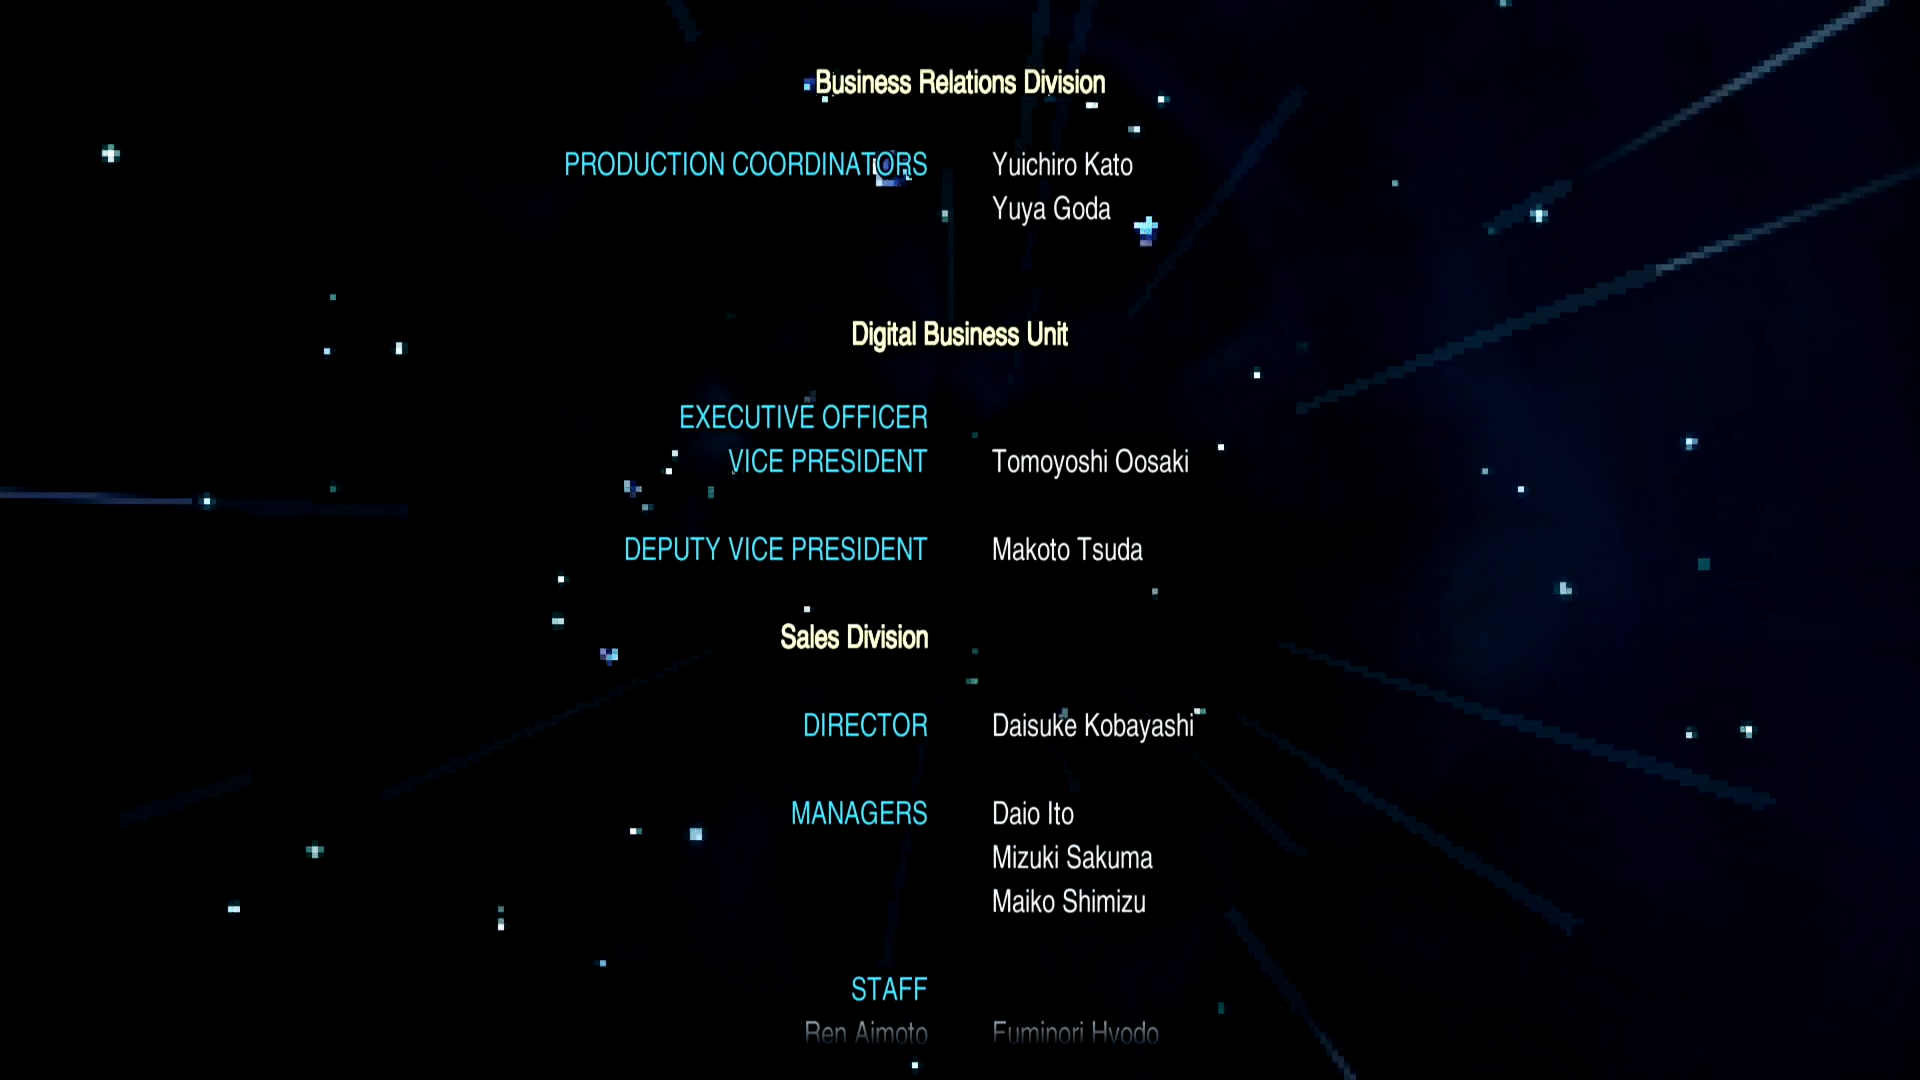 Business Relations Division
PRODUCTION COORDINATORS Yuichiro Kato
Yuya Goda
Digital Business Unit
EXECUTIVE OFFICER
VICE PRESIDENT Tomoyoshi Oosaki
DEPUTY VICE PRESIDENT Makoto Tsuda
Sales Division
DIRECTOR Daisuke Kobayashi
MANAGERS Daio Ito
Mizuki Sakuma
Maiko Shimizu
STAFF
Ren Aimoto Fuminori Hyodo